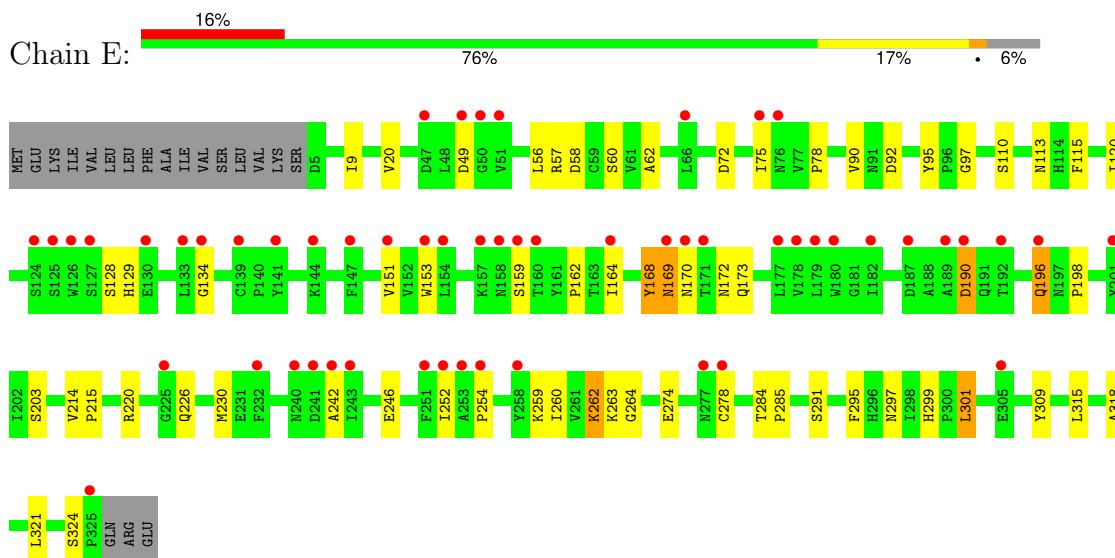 16%
Chain E:
76% 17% • 6%
MET GLU LYS ILE VAL LEU LEU PHE ALA ILE VAL SER LEU VAL LYS SER D5 I9 V20 D47 L48 D49 G50 V51 L56 R57 D58 C59 S60 V61 A62 L66 D72 I75 N76 V77 P78 V90 N91 D92 Y95 P96 G97 S110 N113 H114 F115 I120
S124 S125 W126 S127 S128 H129 E130 L133 G134 C139 P140 Y141 K144 F147 V151 V152 W153 L154 K157 N158 S159 T160 Y161 P162 T163 I164 Y168 N169 N170 T171 N172 Q173 L177 V178 L179 W180 G181 I182 D187 A188 A189 D190 Q191 T192 Q196 N197 P198 Y201
I202 S203 V214 P215 R220 G225 Q226 M230 E231 F232 N240 D241 A242 I243 E246 F251 I252 A253 P254 Y258 K259 I260 V261 K262 K263 G264 E274 N277 C278 T284 P285 S291 F295 H296 N297 I298 H299 P300 L301 E305 Y309 L315 A318
L321 S324 P325 GLN ARG GLU